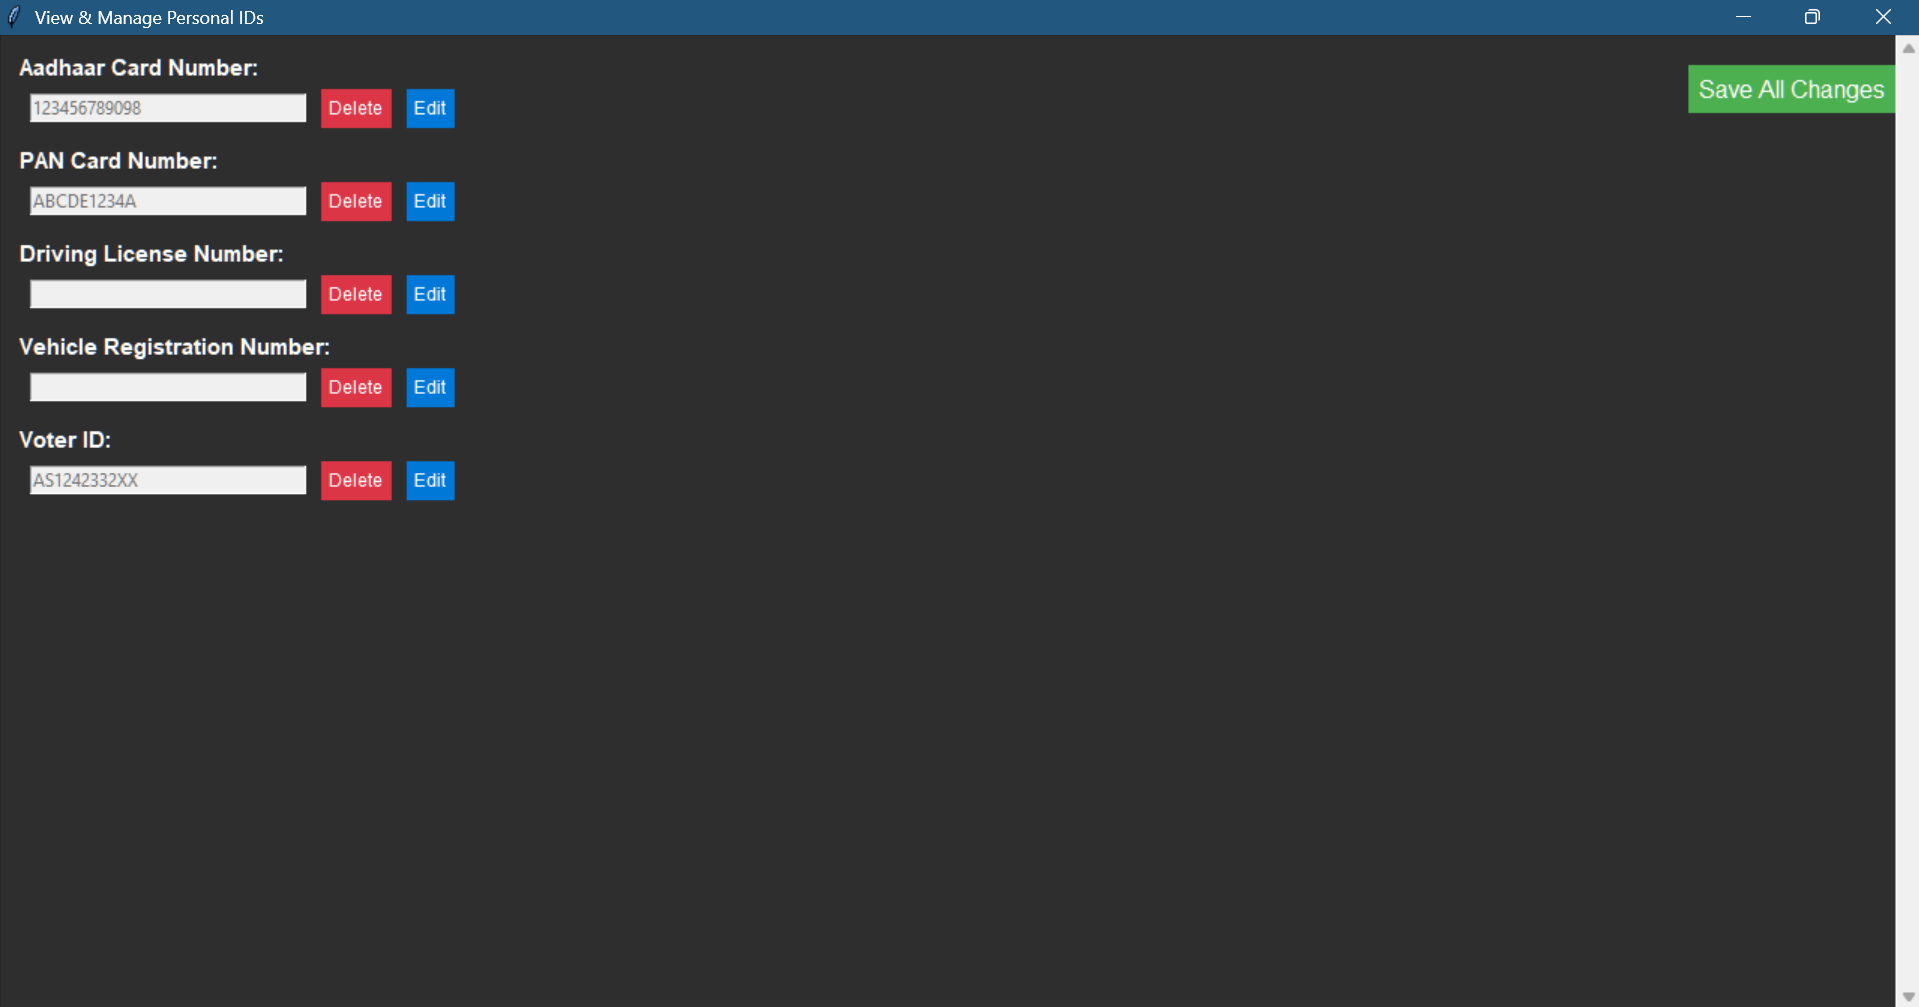 View & Manage Personal IDs
Aadhaar Card Number:
123456789098 Delete Edit
Save All Changes
PAN Card Number:
ABCDE1234A Delete Edit
Driving License Number:
Delete Edit
Vehicle Registration Number:
Delete Edit
Voter ID:
AS1242332XX Delete Edit